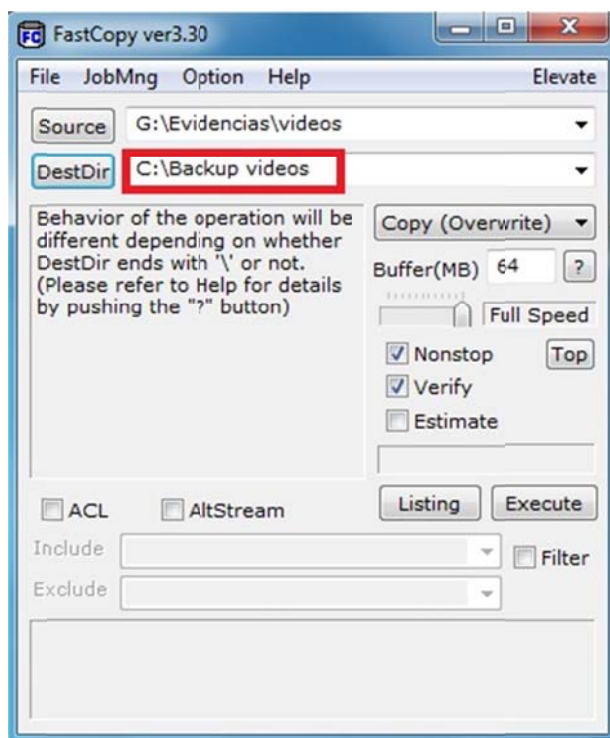 FC FastCopy ver3.30
File JobMng Option Help Elevate
Source G:\Evidencias\videos
DestDir C:\Backup videos
Behavior of the operation will be
different depending on whether
DestDir ends with '\' or not.
(Please refer to Help for details
by pushing the "?" button)
Copy (Overwrite)
Buffer(MB) 64 ?
Full Speed
Nonstop Top
Verify
Estimate
ACL AltStream Listing Execute
Include Filter
Exclude